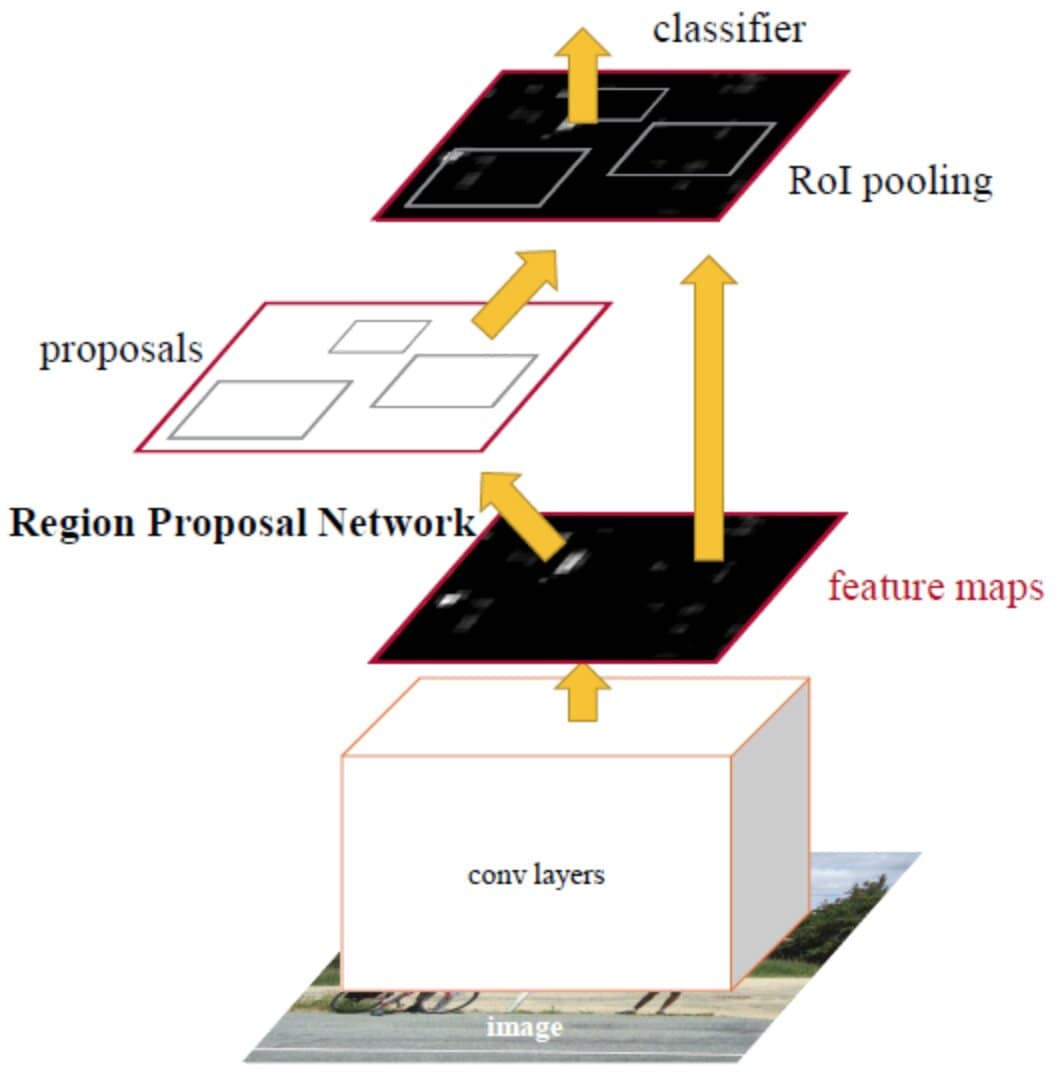 classifier
RoI pooling
proposals
Region Proposal Network
feature maps
conv layers
image